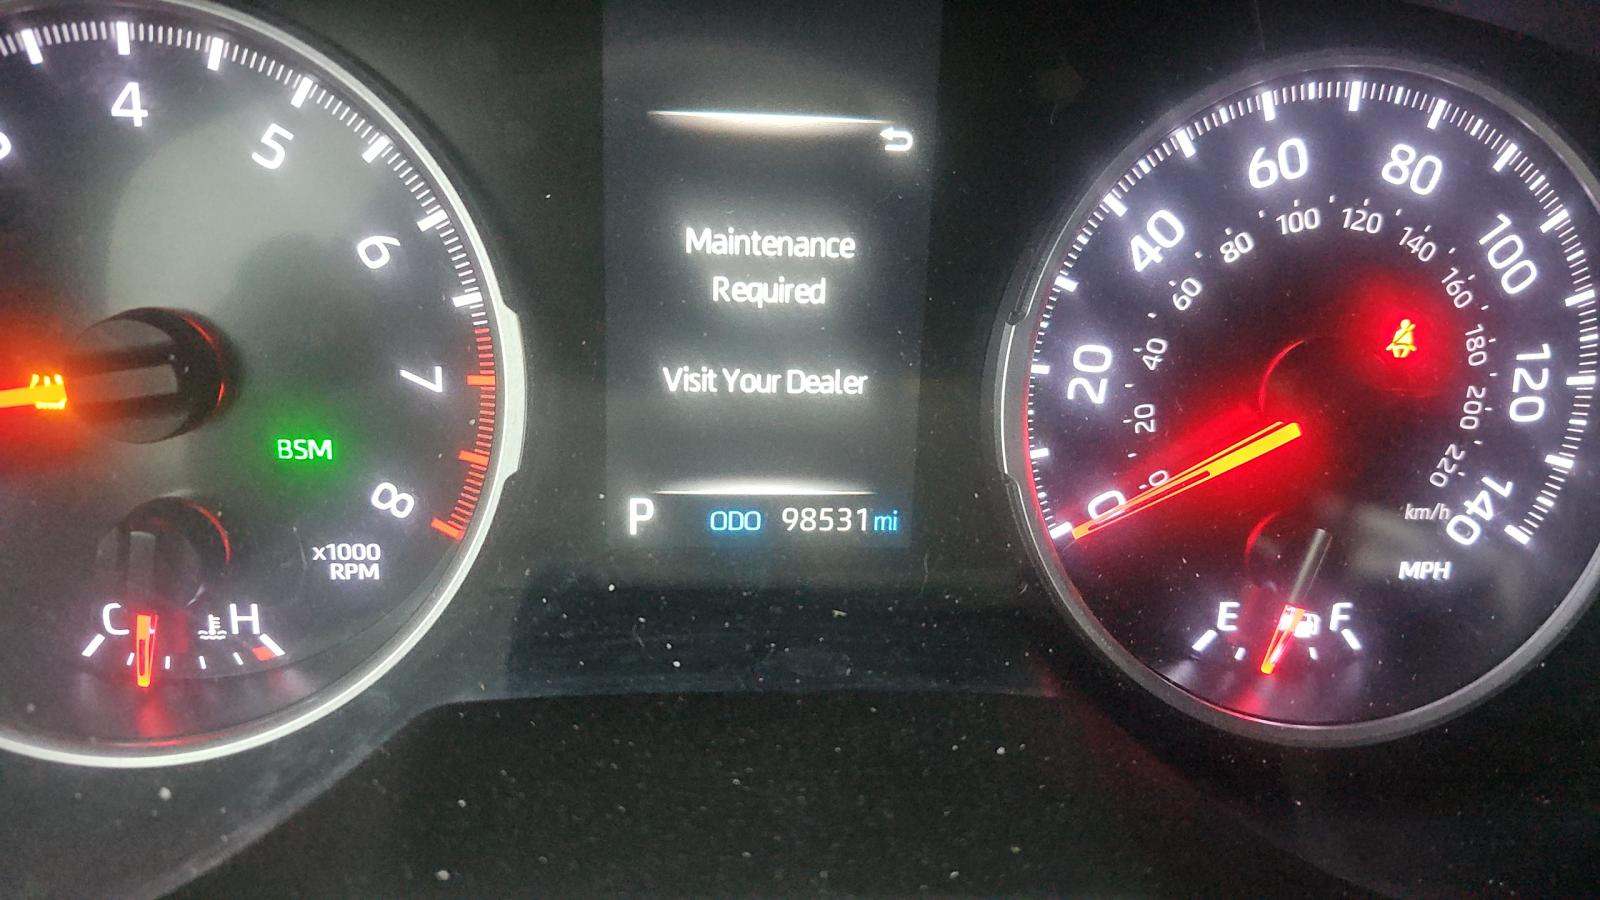 4
5
6
7
8
BSM
x1000
RPM
C
H
Maintenance
Required
Visit Your Dealer
P ODO 98531 mi
0
20
40
60
80
100
120
140
0
20
40
60
80
100
120
140
160
180
200
220
km/h
MPH
E
F